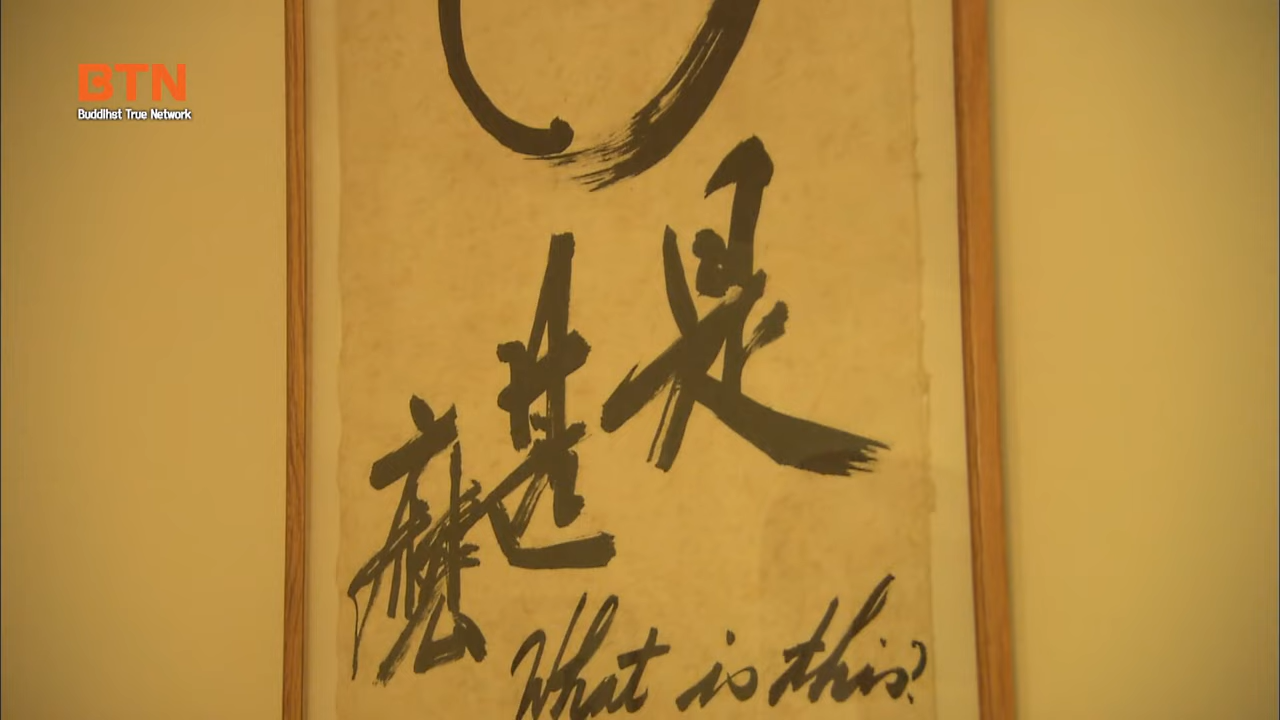 BTN
Buddihst True Network
是甚麼
What is this?